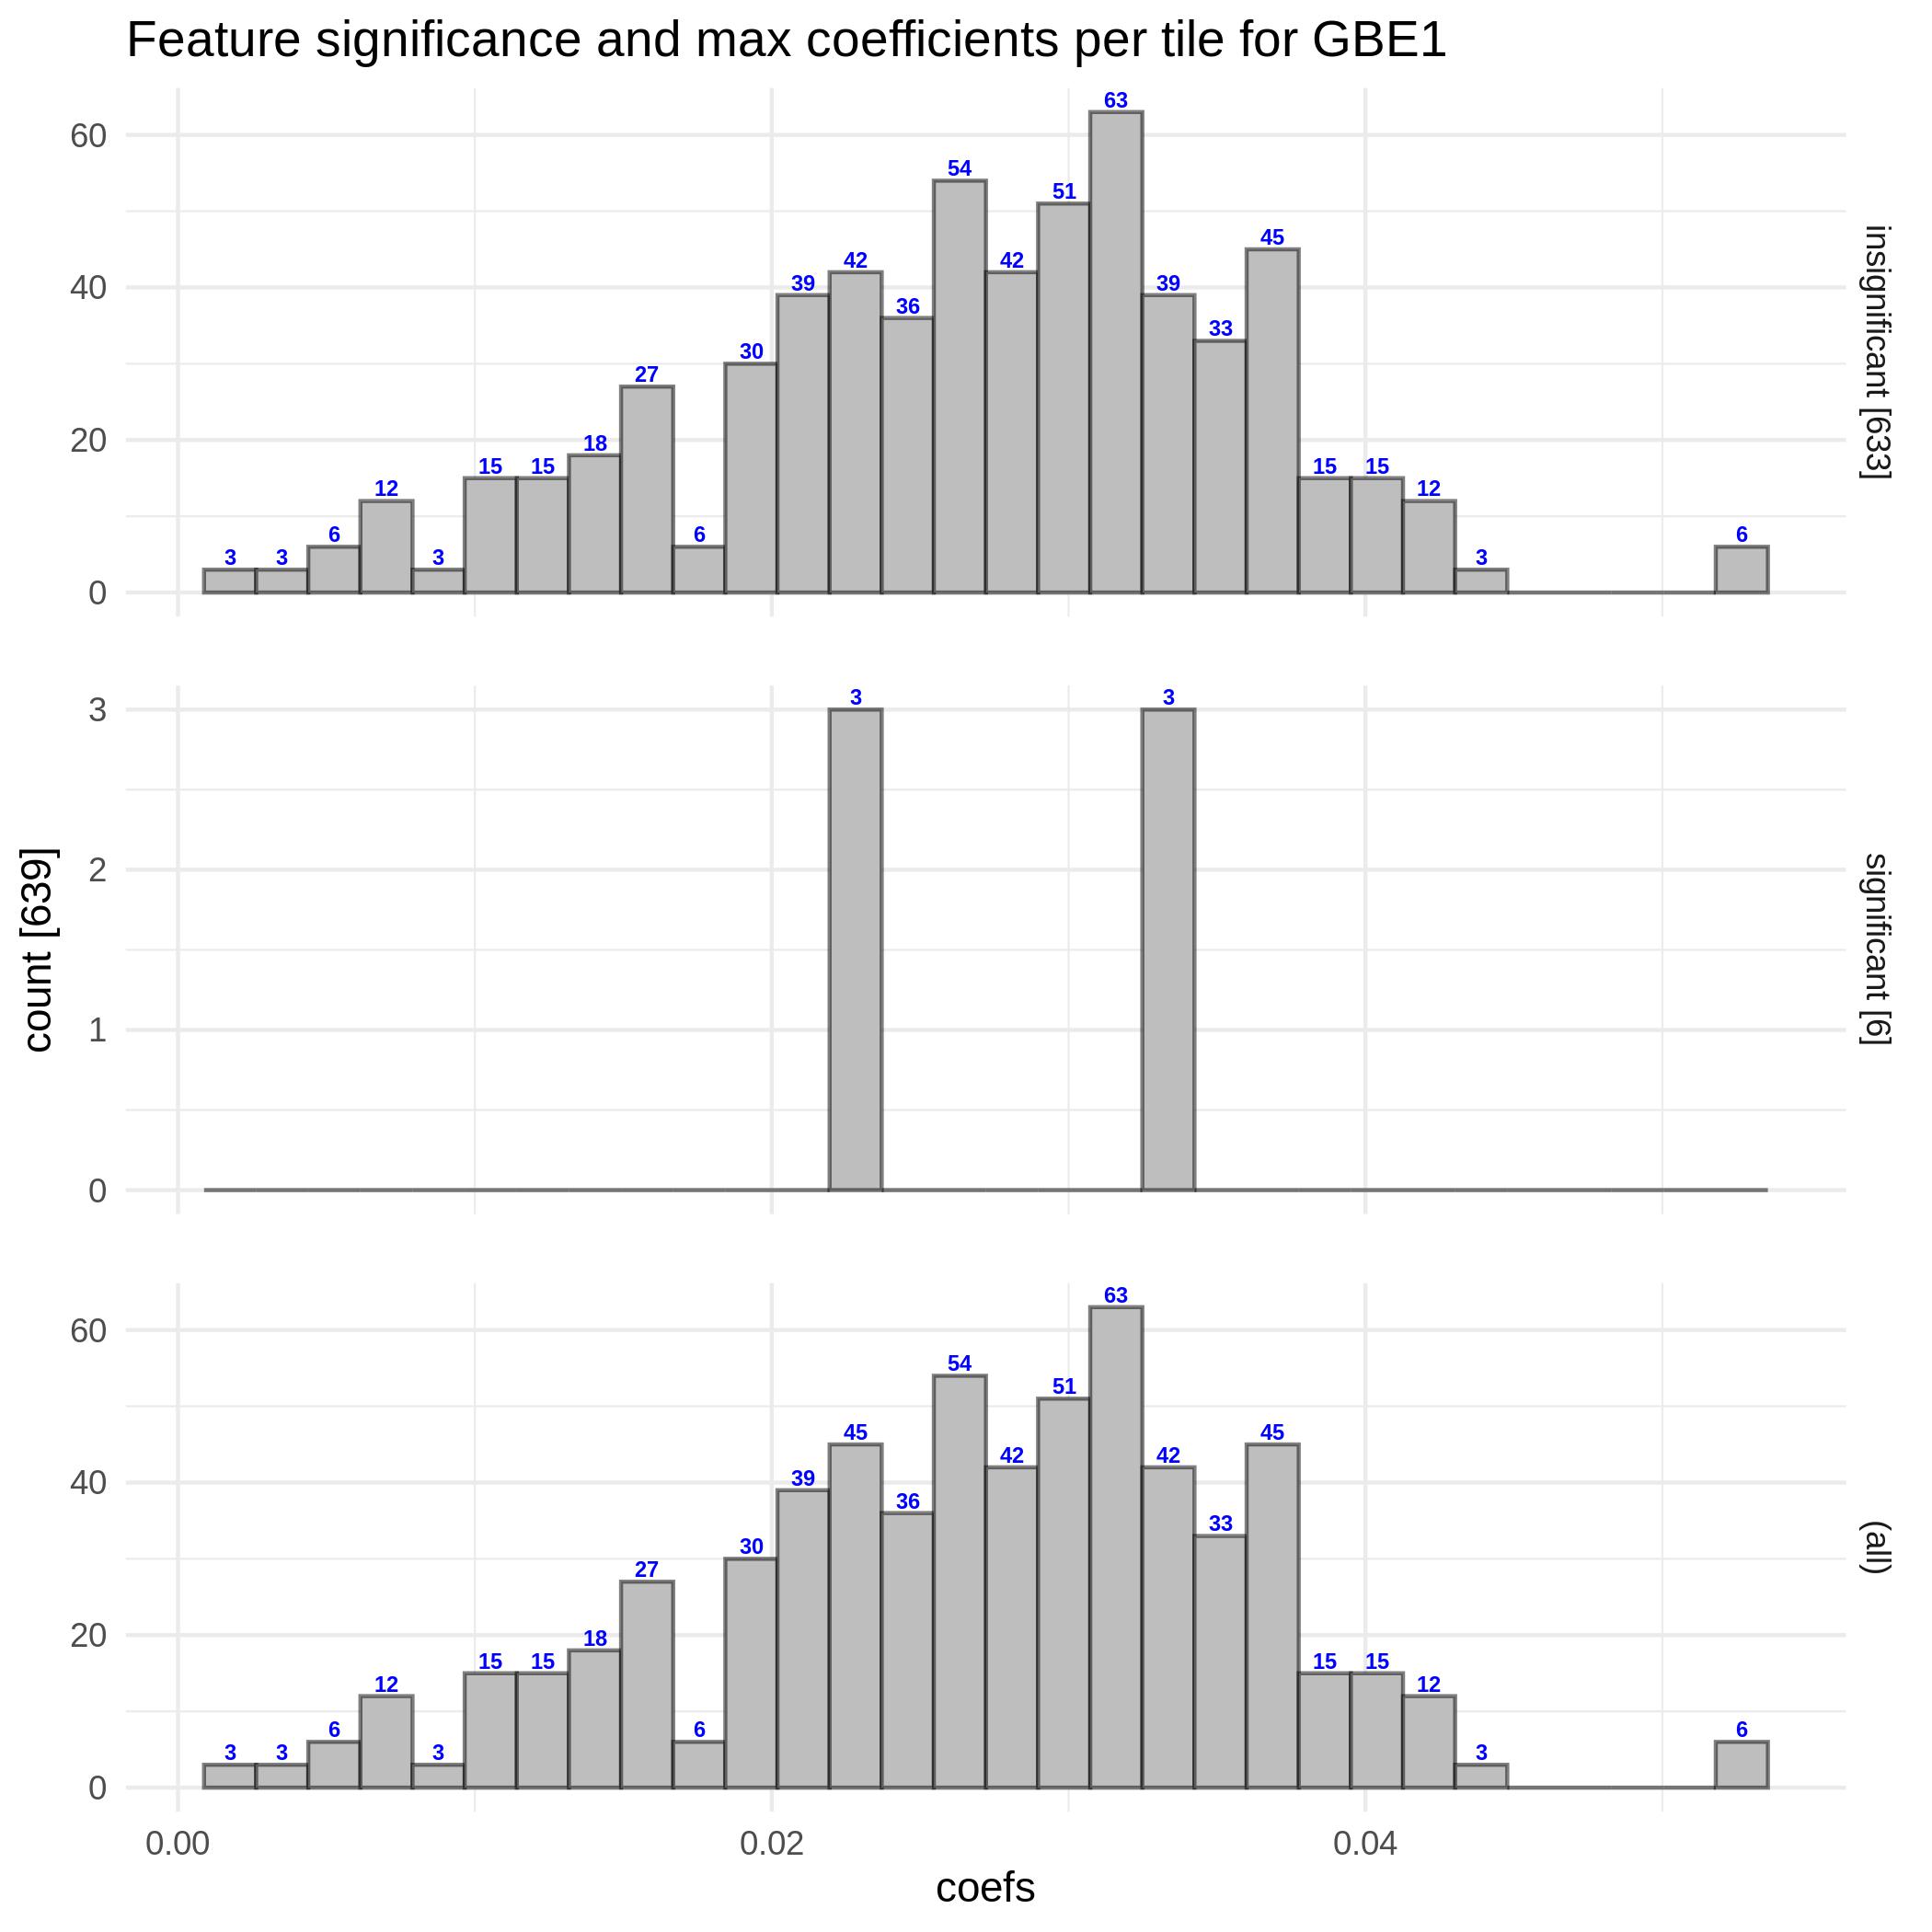 Feature significance and max coefficients per tile for GBE1
count [639]
60
40
20
0
3 3 6 12 3 15 15 18 27 6 30 39 42 36 54 42 51 63 39 33 45 15 15 12 3 6
insignificant [633]
3
2
1
0
3 3
significant [6]
60
40
20
0
3 3 6 12 3 15 15 18 27 6 30 39 45 36 54 42 51 63 42 33 45 15 15 12 3 6
(all)
0.00 0.02 0.04
coefs